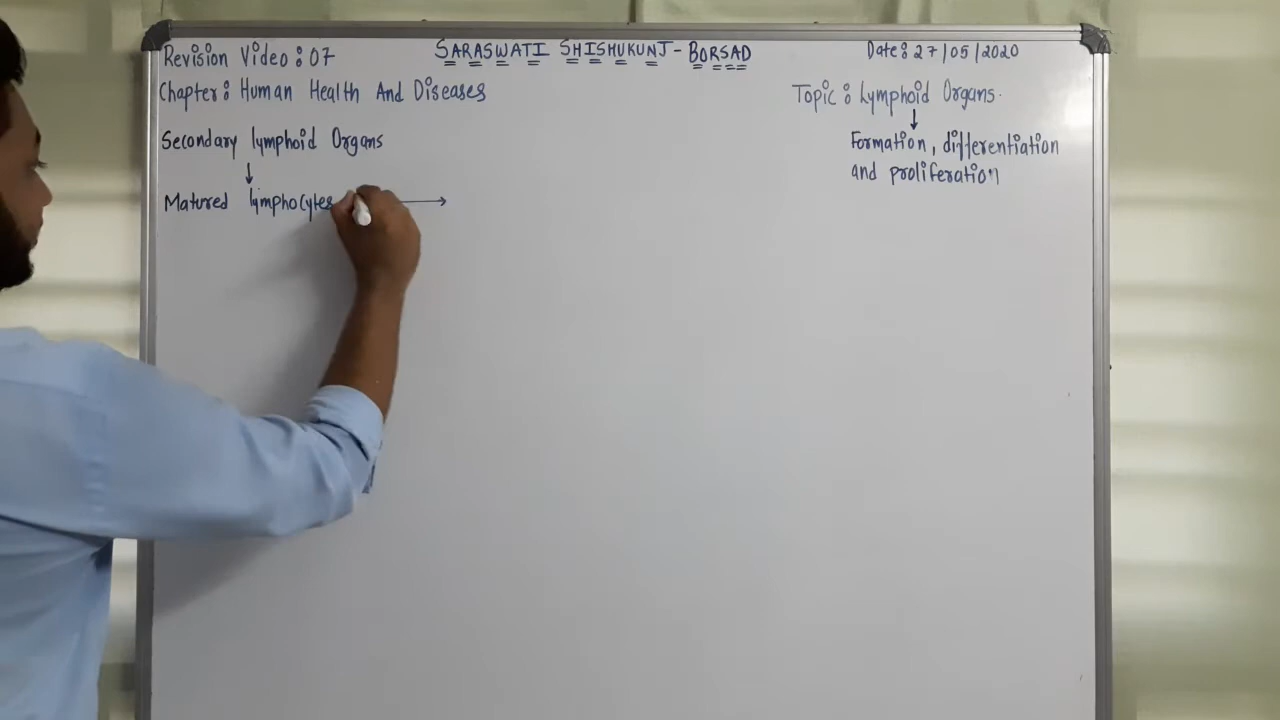 Revision Video : 07
SARASWATI SHISHUKUNJ - BORSAD
Date : 27/05/2020
Chapter : Human Health And Diseases
Topic : Lymphoid Organs.
↓
Formation, differentiation
and proliferation
Secondary lymphoid Organs
↓
Matured lymphocytes →